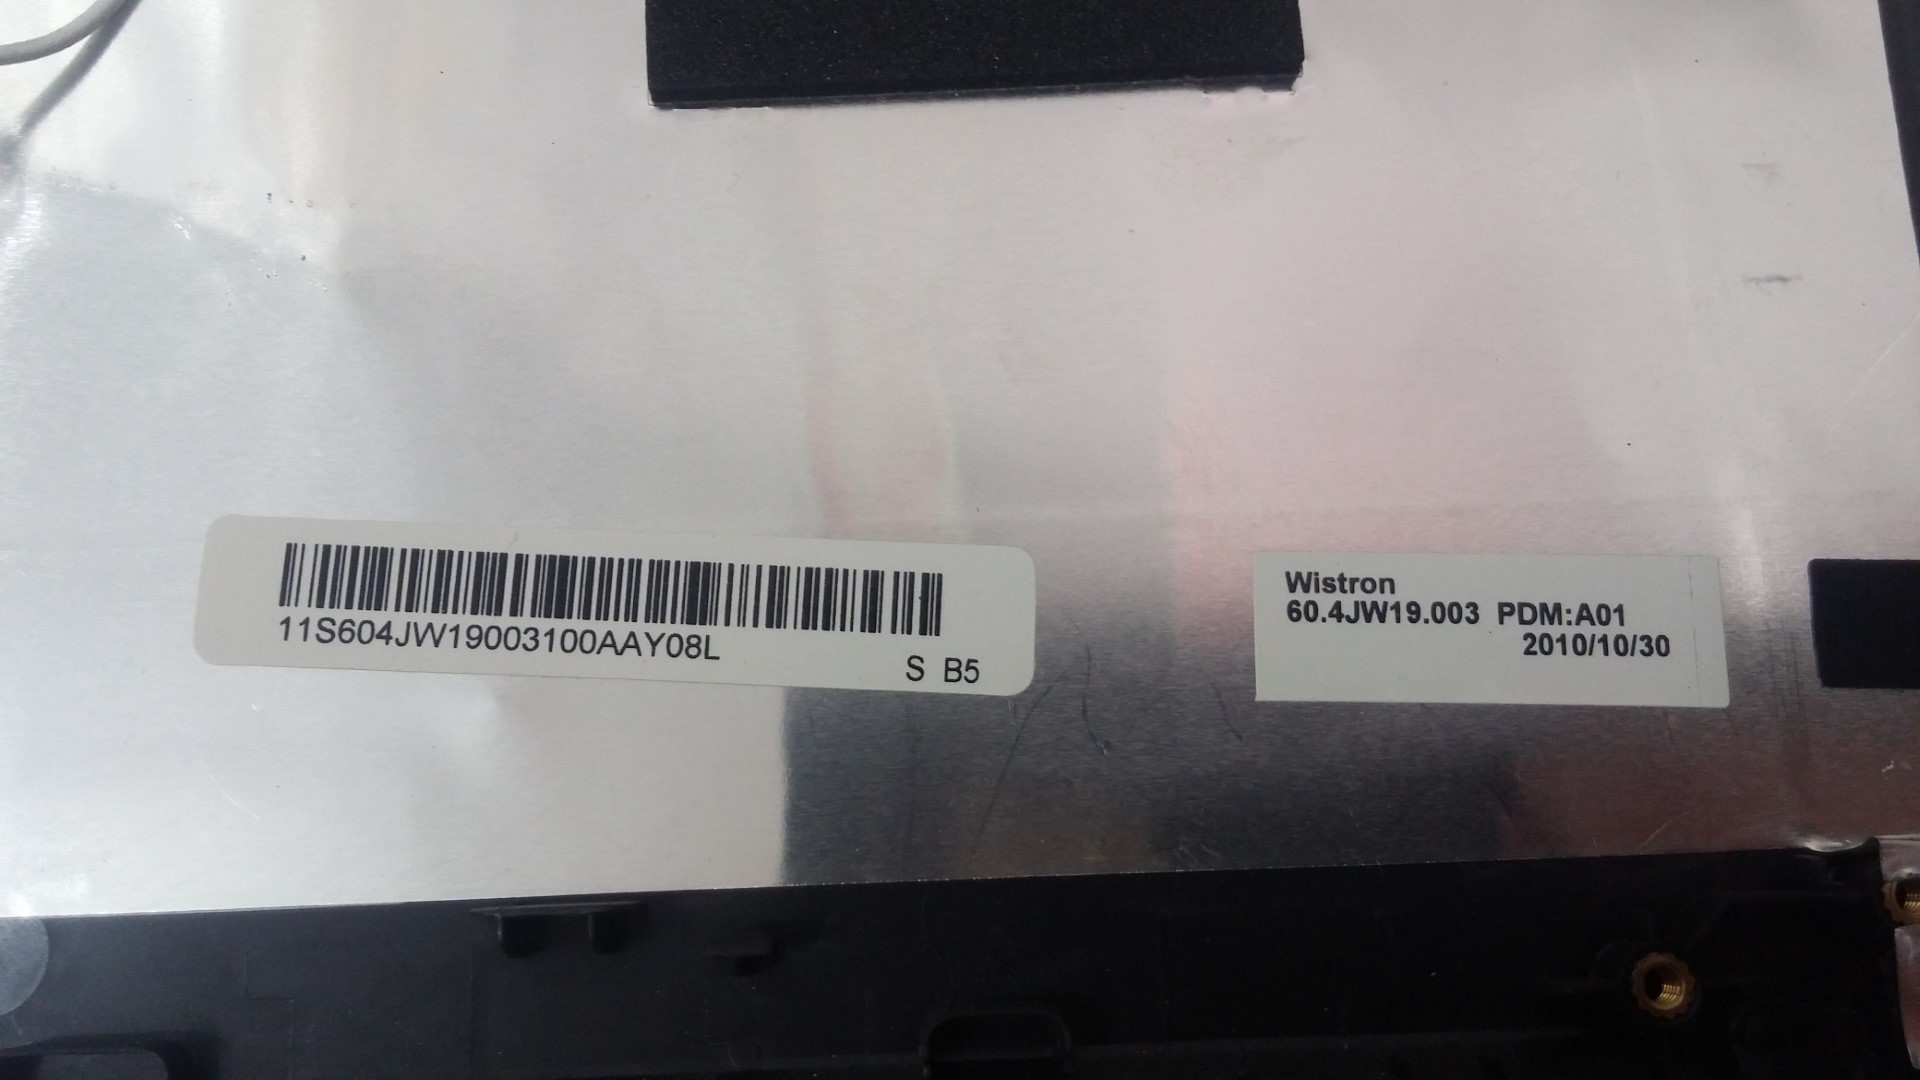 11S604JW19003100AAY08L
S B5
Wistron
60.4JW19.003 PDM:A01
2010/10/30